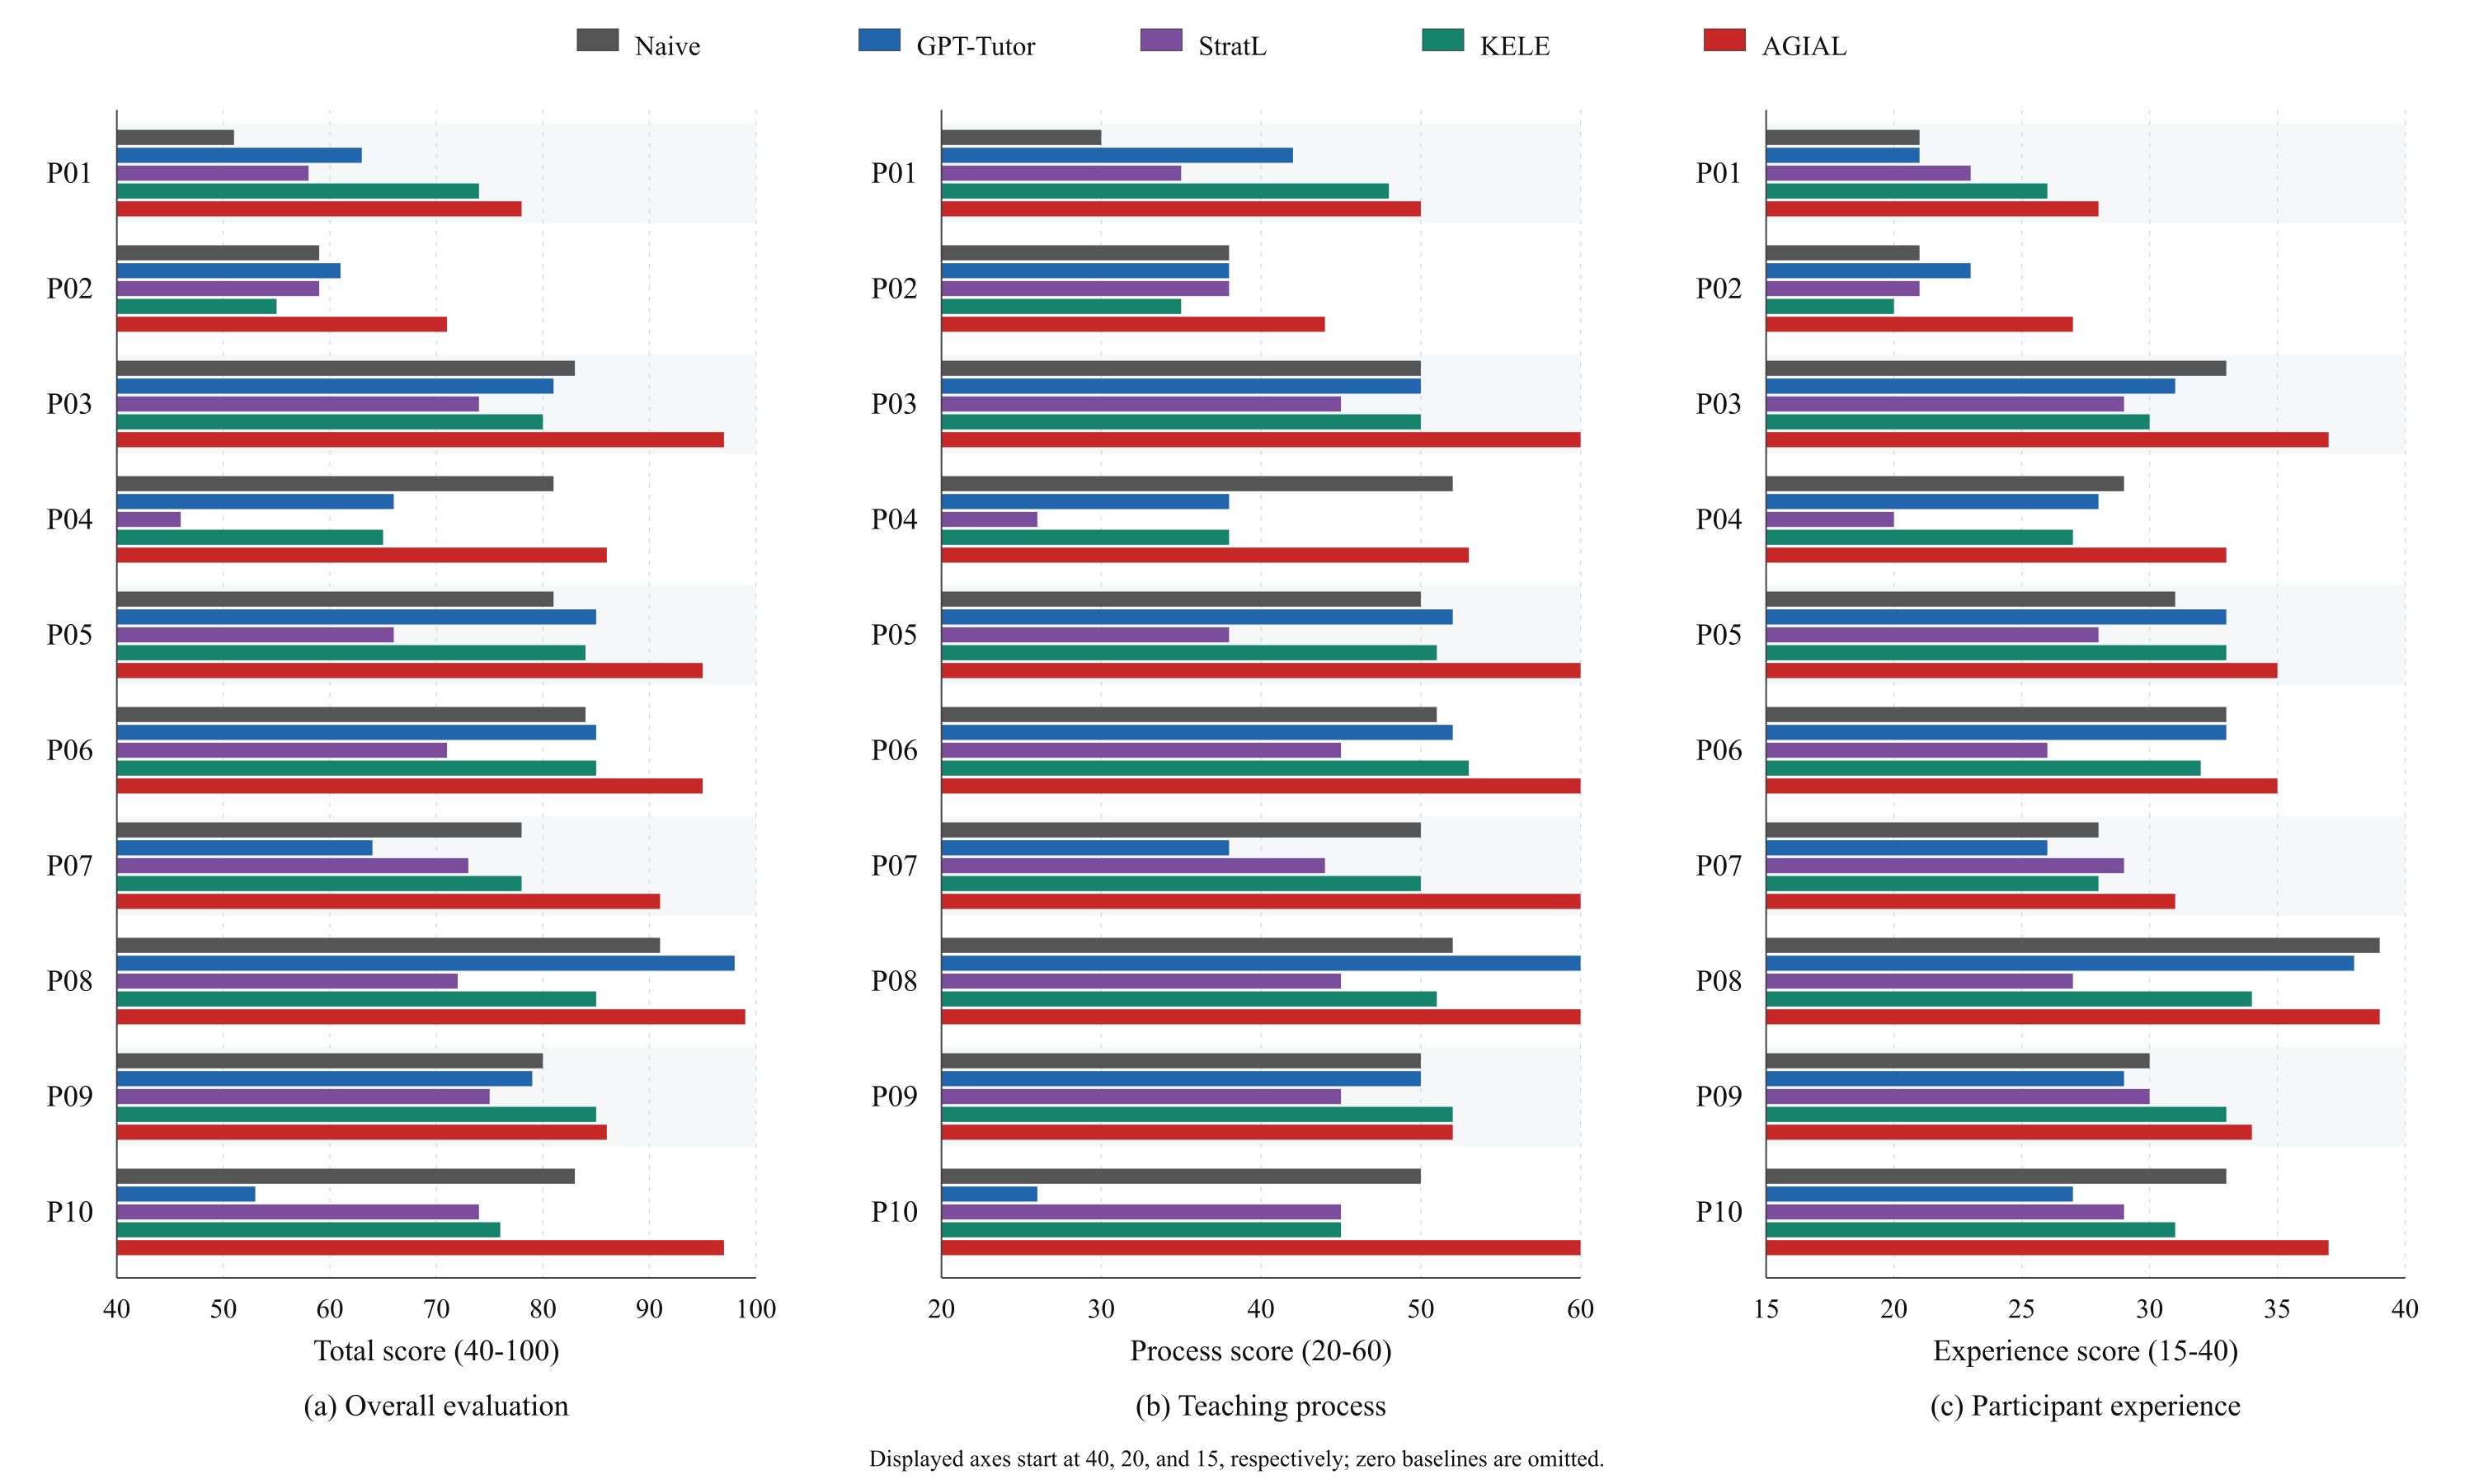 Naive GPT-Tutor StratL KELE AGIAL
P01 P01 P01
P02 P02 P02
P03 P03 P03
P04 P04 P04
P05 P05 P05
P06 P06 P06
P07 P07 P07
P08 P08 P08
P09 P09 P09
P10 P10 P10
40 50 60 70 80 90 100 20 30 40 50 60 15 20 25 30 35 40
Total score (40-100) Process score (20-60) Experience score (15-40)
(a) Overall evaluation (b) Teaching process (c) Participant experience
Displayed axes start at 40, 20, and 15, respectively; zero baselines are omitted.